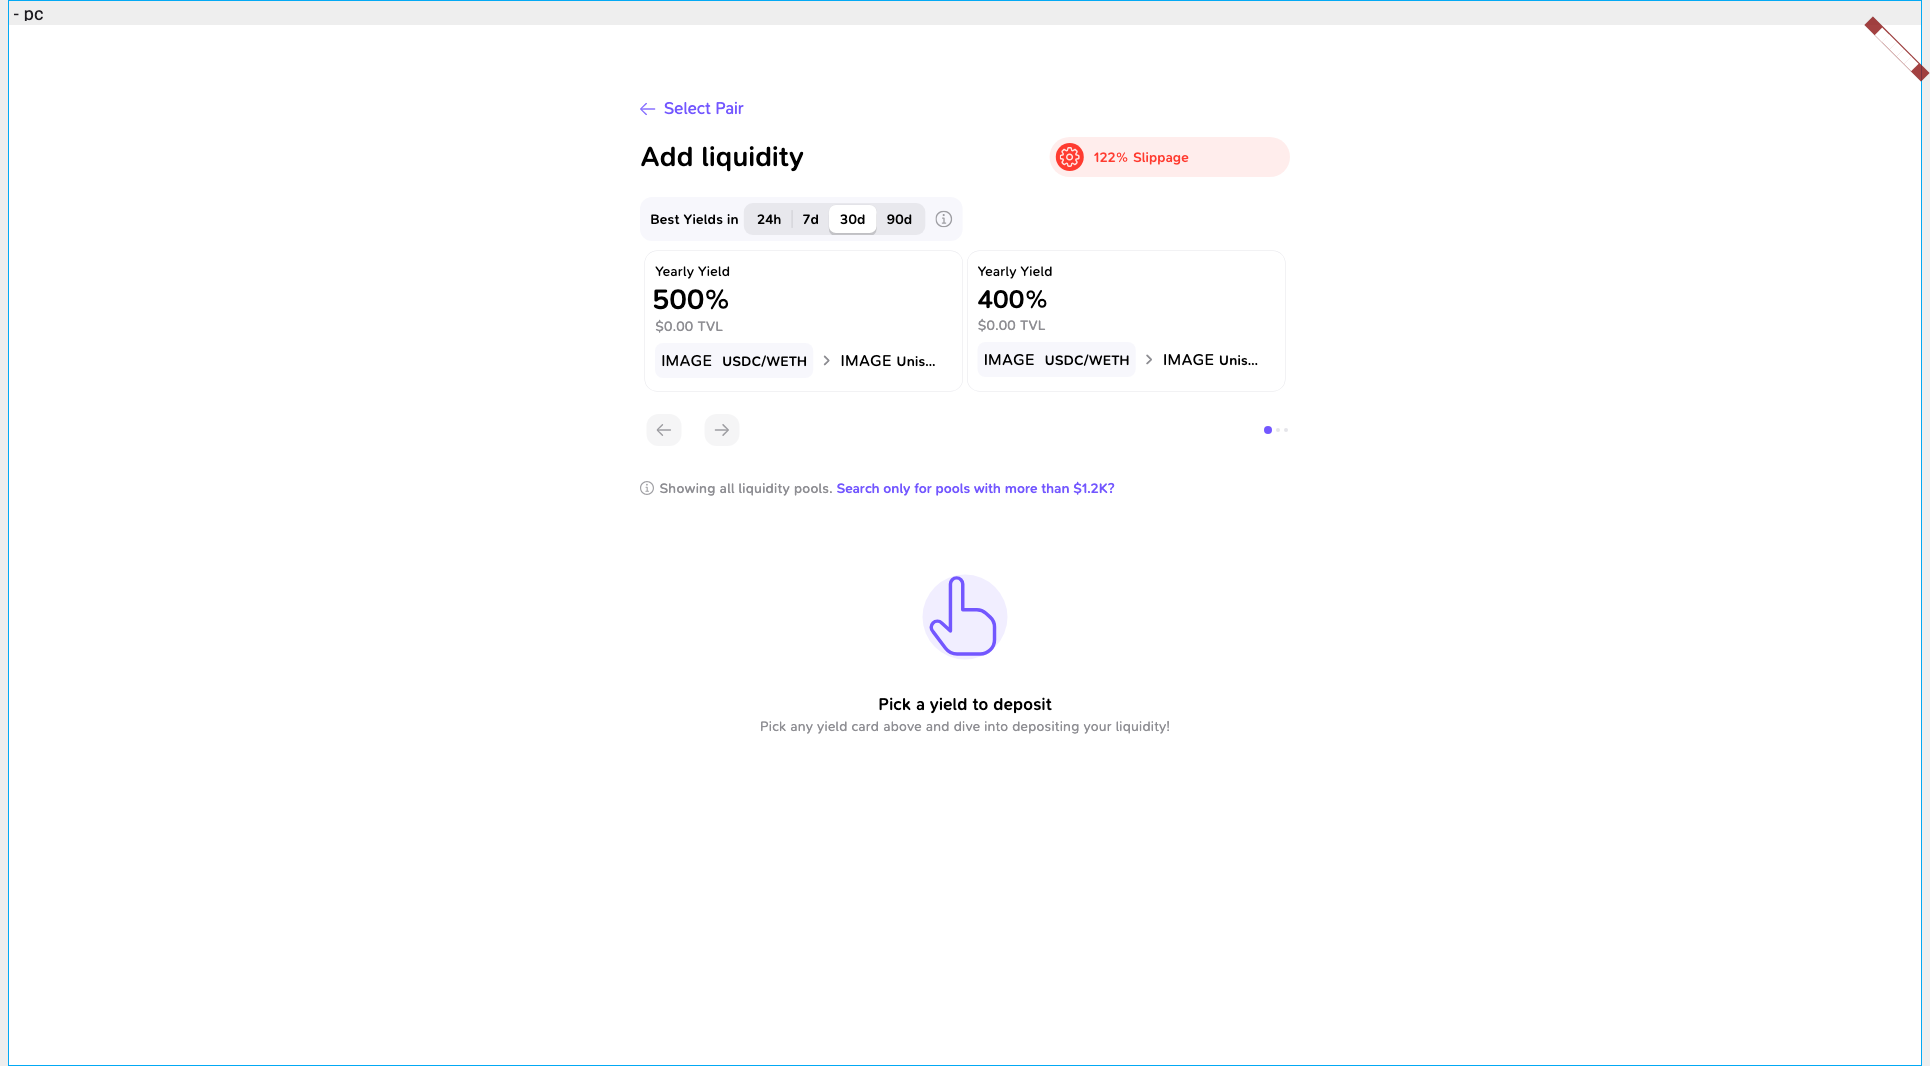 - pc
Select Pair
Add liquidity
122% Slippage
Best Yields in 24h 7d 30d 90d
Yearly Yield
500%
$0.00 TVL
IMAGE USDC/WETH > IMAGE Unis...
Yearly Yield
400%
$0.00 TVL
IMAGE USDC/WETH > IMAGE Unis...
Showing all liquidity pools. Search only for pools with more than $1.2K?
Pick a yield to deposit
Pick any yield card above and dive into depositing your liquidity!